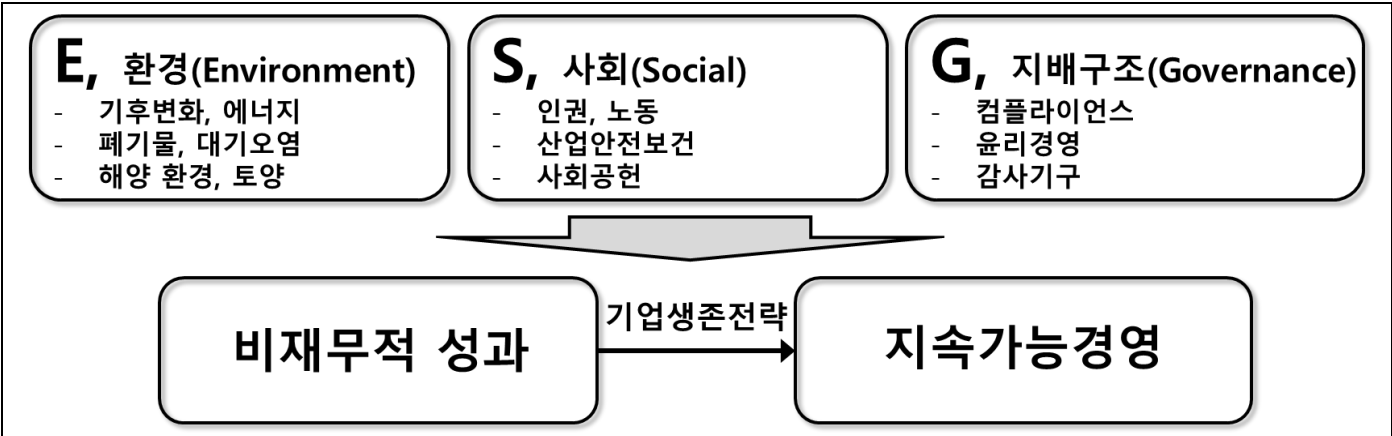 E, 환경(Environment)
- 기후변화, 에너지
- 폐기물, 대기오염
- 해양 환경, 토양
S, 사회(Social)
- 인권, 노동
- 산업안전보건
- 사회공헌
G, 지배구조(Governance)
- 컴플라이언스
- 윤리경영
- 감사기구
비재무적 성과
기업생존전략
지속가능경영